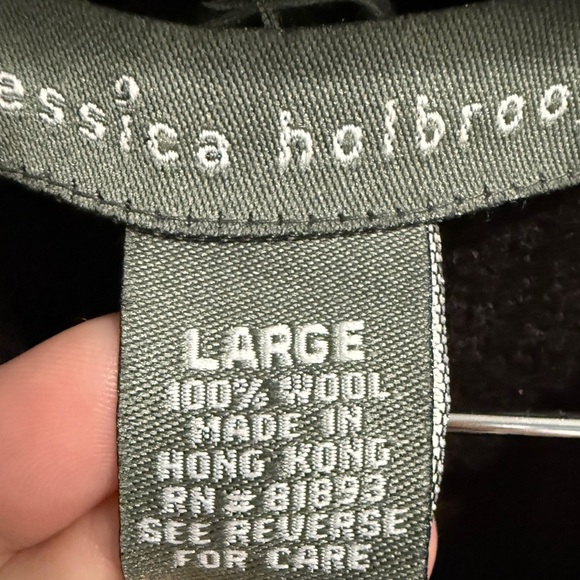 essica holbroo
LARGE
100% WOOL
MADE IN
HONG KONG
RN# 81893
SEE REVERSE
FOR CARE